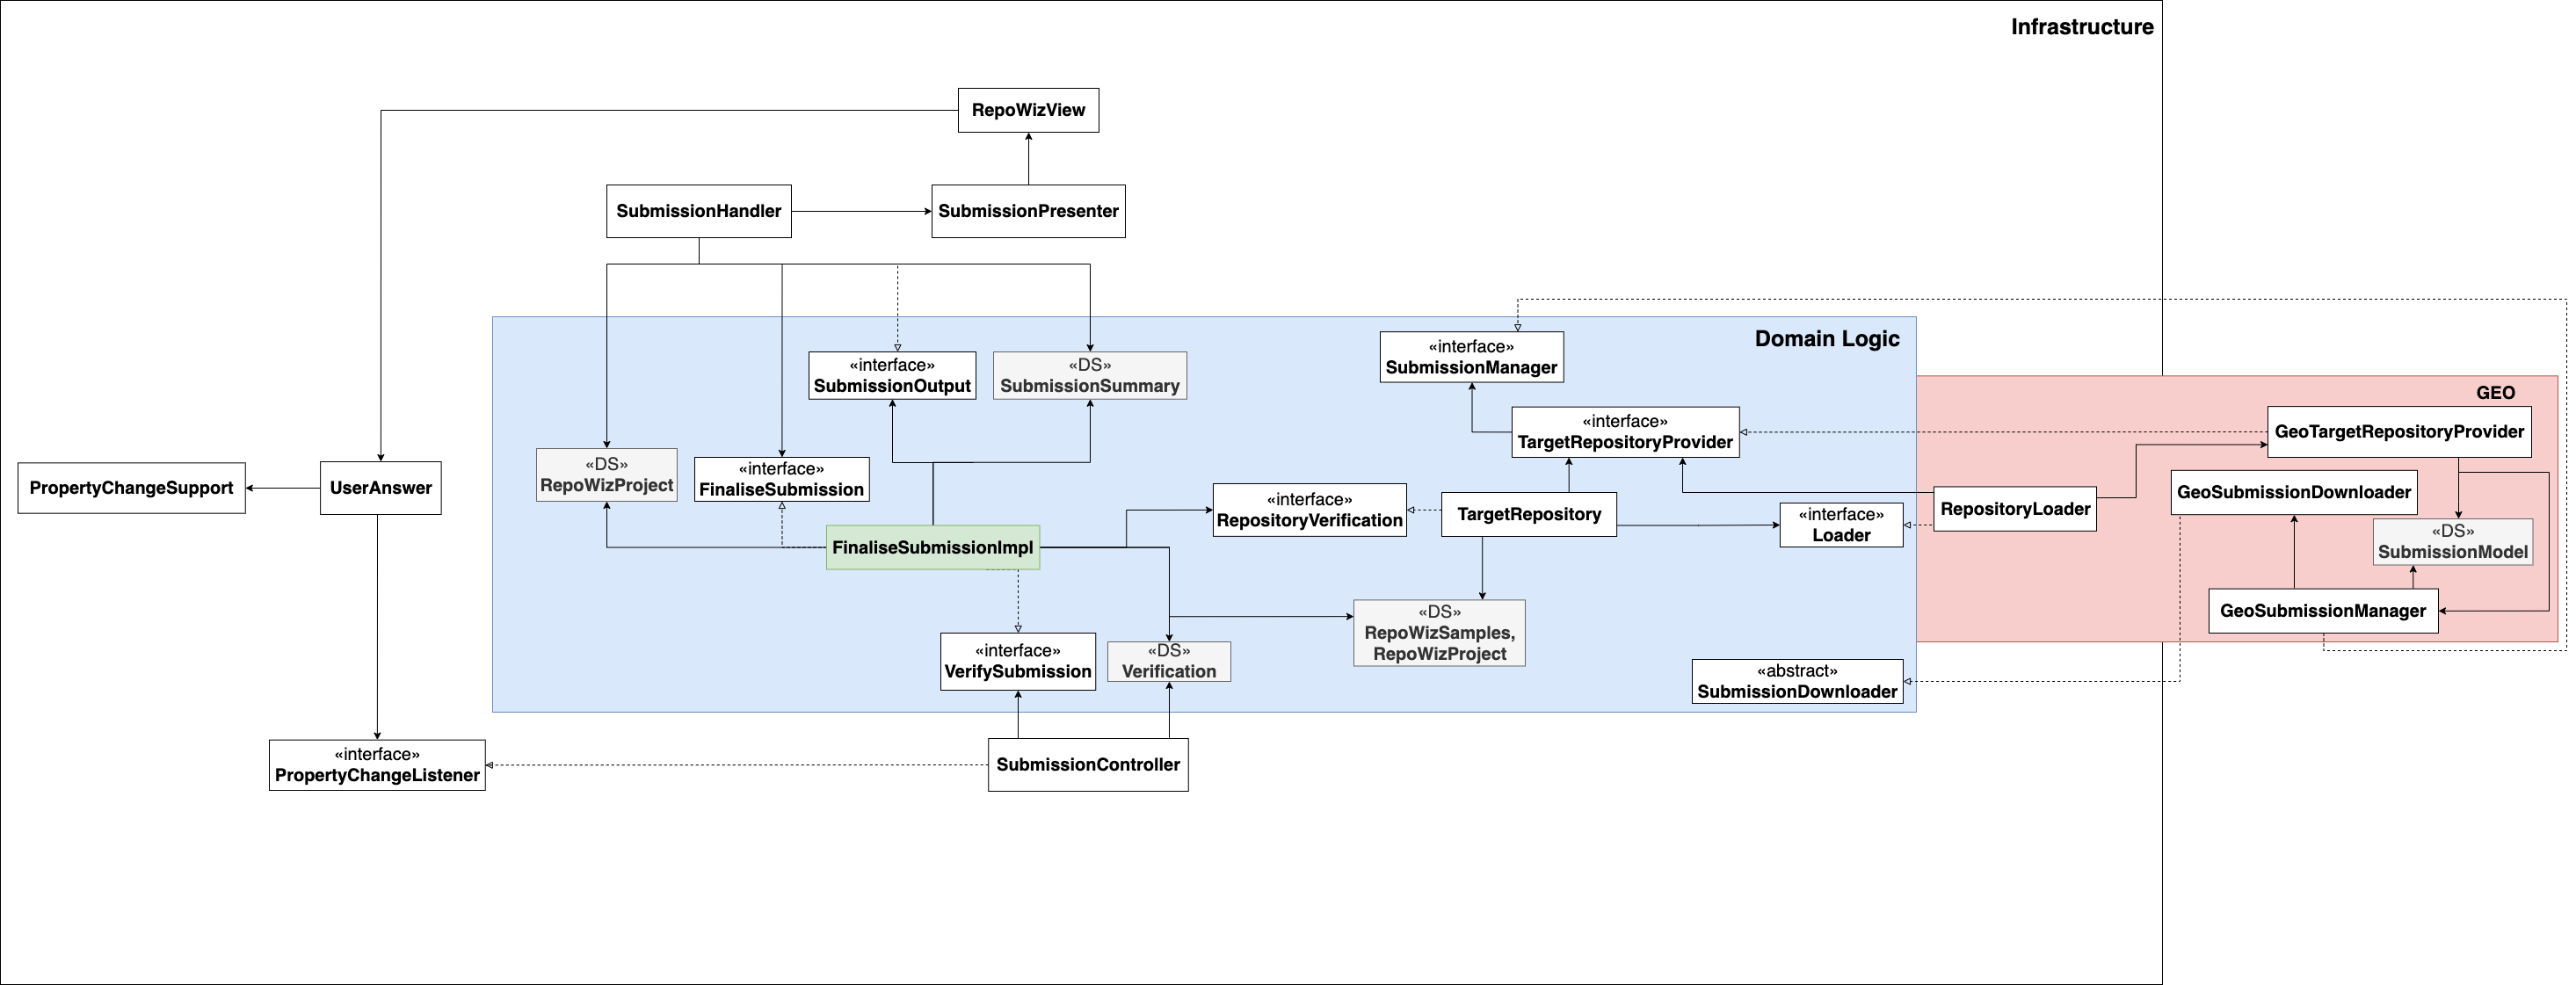 Infrastructure
RepoWizView
SubmissionHandler
SubmissionPresenter
Domain Logic
«interface»
SubmissionManager
«interface»
SubmissionOutput
«DS»
SubmissionSummary
GEO
«interface»
TargetRepositoryProvider
GeoTargetRepositoryProvider
PropertyChangeSupport
UserAnswer
«DS»
RepoWizProject
«interface»
FinaliseSubmission
«interface»
RepositoryVerification
TargetRepository
«interface»
Loader
RepositoryLoader
GeoSubmissionDownloader
«DS»
SubmissionModel
FinaliseSubmissionImpl
«DS»
RepoWizSamples,
RepoWizProject
GeoSubmissionManager
«interface»
VerifySubmission
«DS»
Verification
«abstract»
SubmissionDownloader
«interface»
PropertyChangeListener
SubmissionController